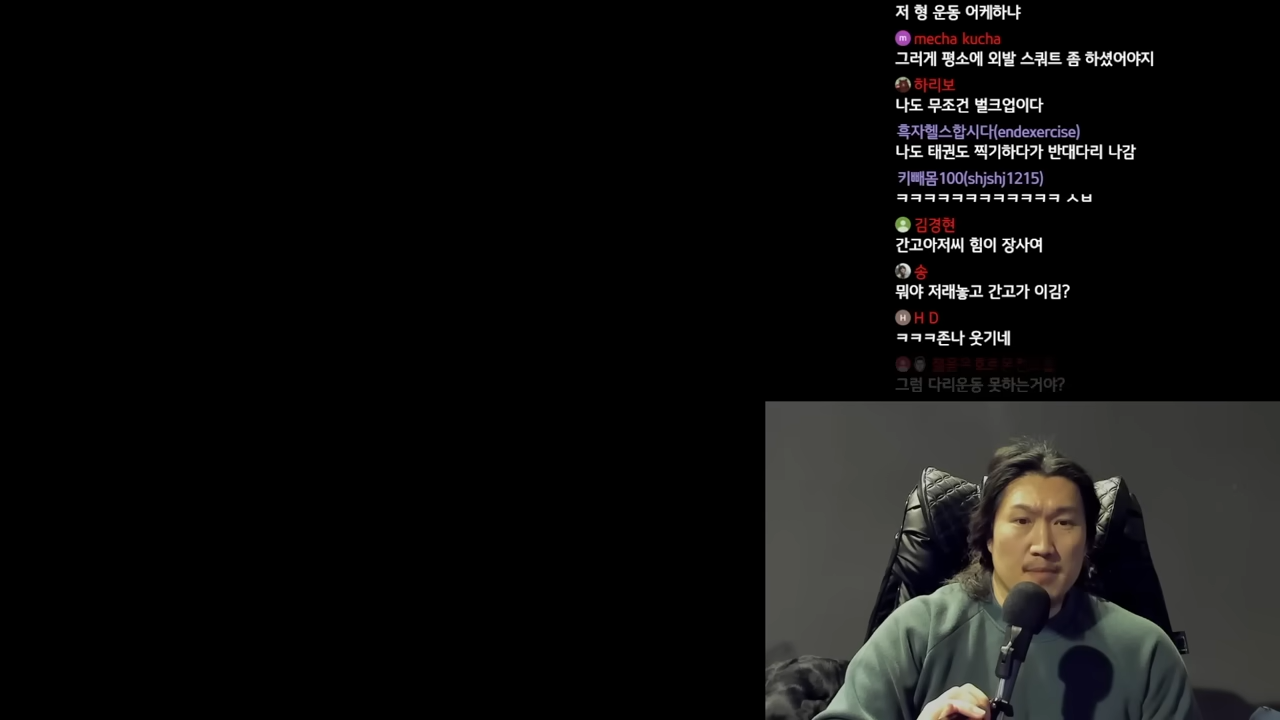 저 형 운동 어케하냐
m mecha kucha
그러게 평소에 외발 스쿼트 좀 하셨어야지
하리보
나도 무조건 벌크업이다
흑자헬스합시다(endexercise)
나도 태권도 찍기하다가 반대다리 나감
키빼몸100(shjshj1215)
ㅋㅋㅋㅋㅋㅋㅋㅋㅋㅋㅋㅋ ㅅㅂ
김경현
간고아저씨 힘이 장사여
송
뭐야 저래놓고 간고가 이김?
H H D
ㅋㅋㅋ존나 웃기네
그럼 다리운동 못하는거야?